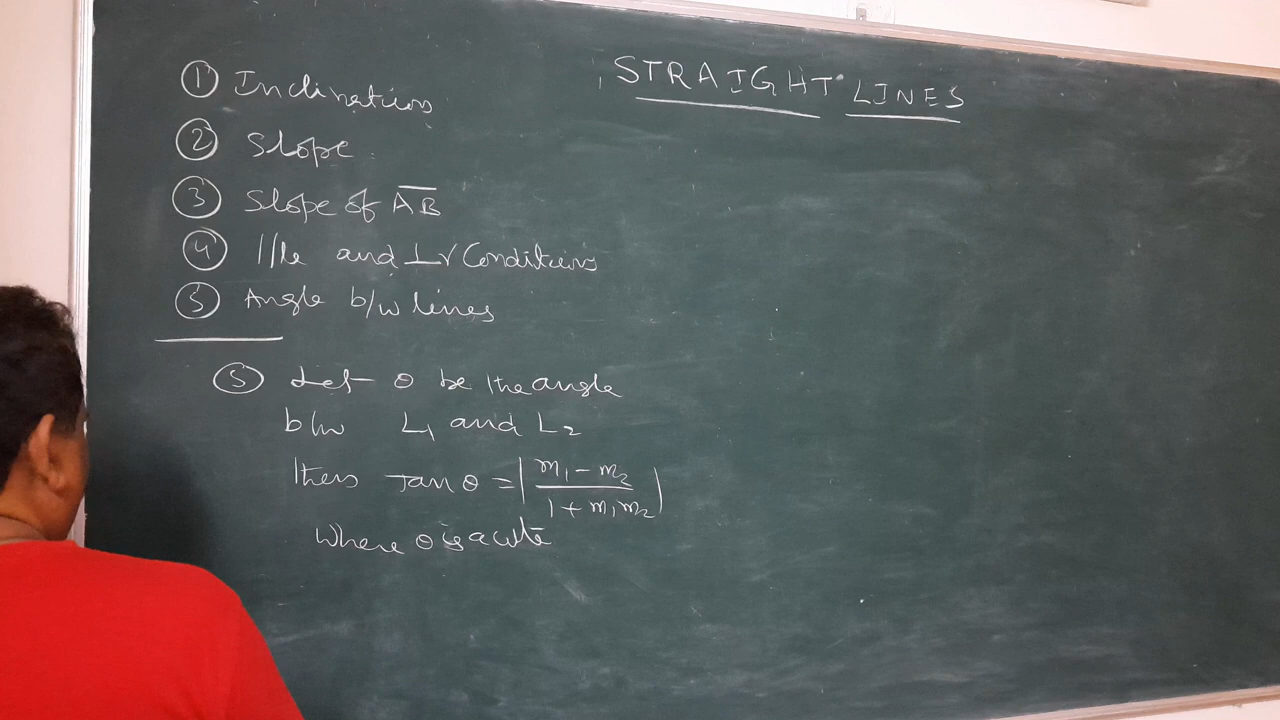 STRAIGHT LINES
① Inclination
② Slope
③ Slope of A̅B̅
④ //le and ⊥r Conditions
⑤ Angle b/w lines
⑤ Let θ be the angle
b/w L₁ and L₂
then Tan θ = |(m₁ - m₂)/(1 + m₁m₂)|
where θ is acute